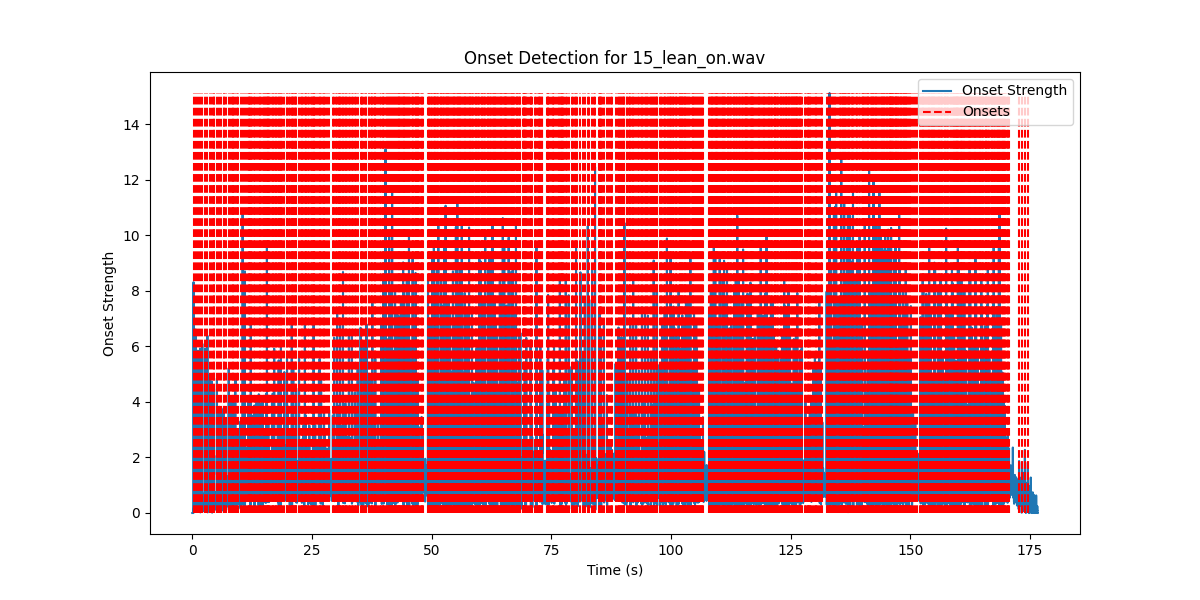 Onset Detection for 15_lean_on.wav
Onset Strength
Onsets
Onset Strength
14
12
10
8
6
4
2
0
0 25 50 75 100 125 150 175
Time (s)